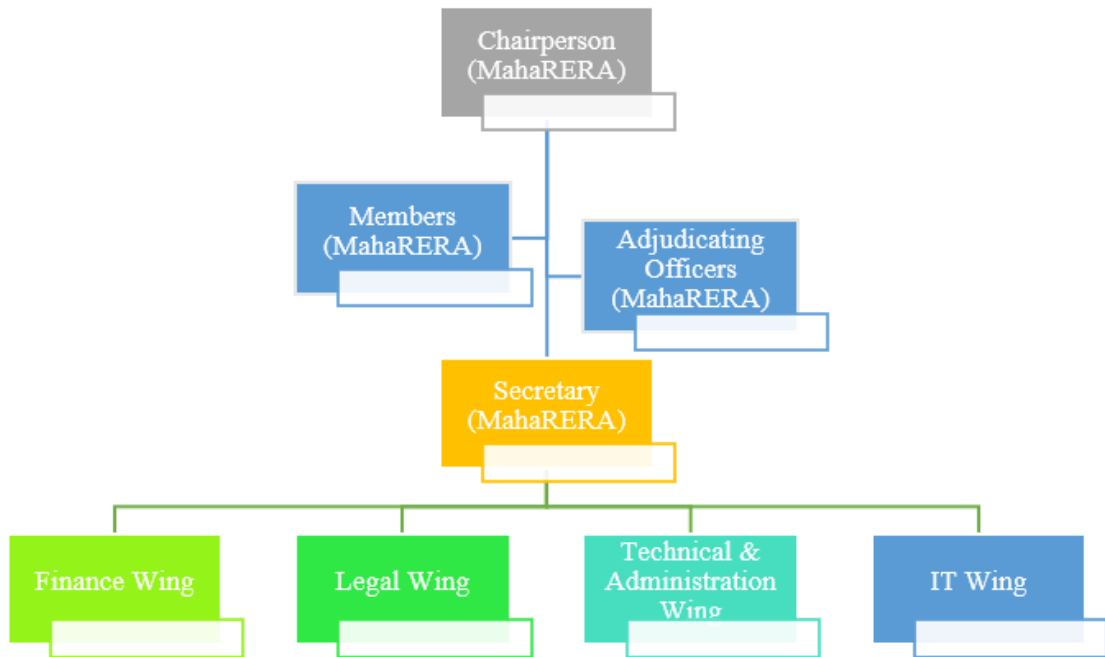 Chairperson
(MahaRERA)
Members
(MahaRERA)
Adjudicating
Officers
(MahaRERA)
Secretary
(MahaRERA)
Finance Wing
Legal Wing
Technical &
Administration
Wing
IT Wing